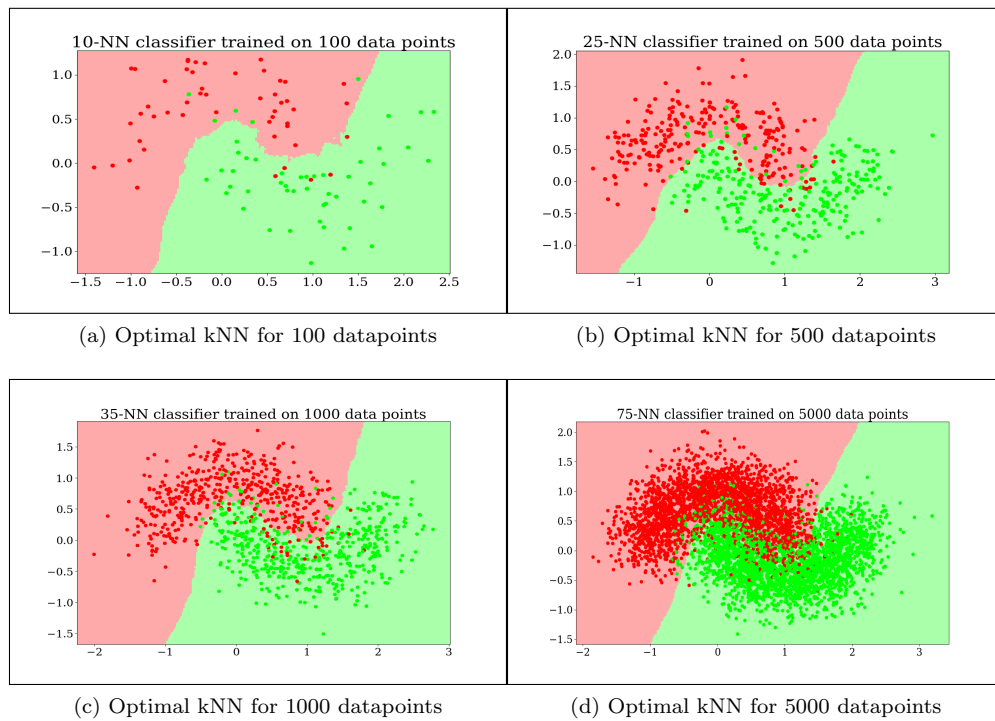 10-NN classifier trained on 100 data points
1.0
0.5
0.0
−0.5
−1.0
−1.5 −1.0 −0.5 0.0 0.5 1.0 1.5 2.0 2.5
(a) Optimal kNN for 100 datapoints
25-NN classifier trained on 500 data points
2.0
1.5
1.0
0.5
0.0
−0.5
−1.0
−1 0 1 2 3
(b) Optimal kNN for 500 datapoints
35-NN classifier trained on 1000 data points
1.5
1.0
0.5
0.0
−0.5
−1.0
−1.5
−2 −1 0 1 2 3
(c) Optimal kNN for 1000 datapoints
75-NN classifier trained on 5000 data points
2.0
1.5
1.0
0.5
0.0
−0.5
−1.0
−1.5
−2 −1 0 1 2 3
(d) Optimal kNN for 5000 datapoints